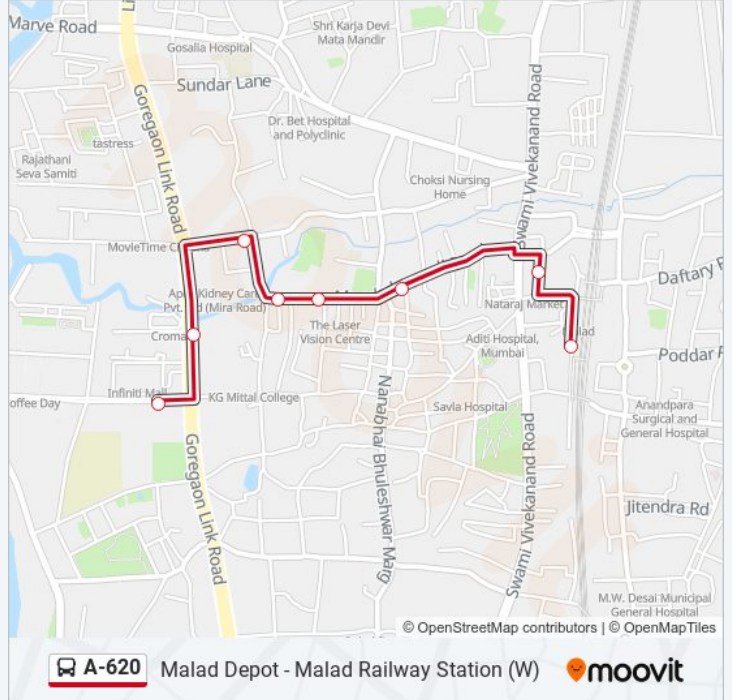 in
Marve Road
Shri Karja Devi
Mata Mandir
Gosalia Hospital
Sundar Lane
Goregaon Link Road
Swami Vivekanand Road
Dr. Bet Hospital
and Polyclinic
tastress
Rajathani
Seva Samiti
Choksi Nursing
Home
MovieTime C
Daftary R
Ap
Kidney Car
Pvt.
d (Mira Road)
Nataraj Market
The Laser
Vision Centre
Croma
Aditi Hospital,
Mumbai
lad
Poddar R
Infiniti Mall
offee Day
KG Mittal College
Nanabhai Bhuleshwar Marg
Savla Hospital
Anandpara
Surgical and
General Hospital
Goregaon Link Road
Swami Vivekanand Road
Jitendra Rd
M.W. Desai Municipal
General Hospital
© OpenStreetMap contributors | © OpenMapTiles
A-620
Malad Depot - Malad Railway Station (W)
moovit